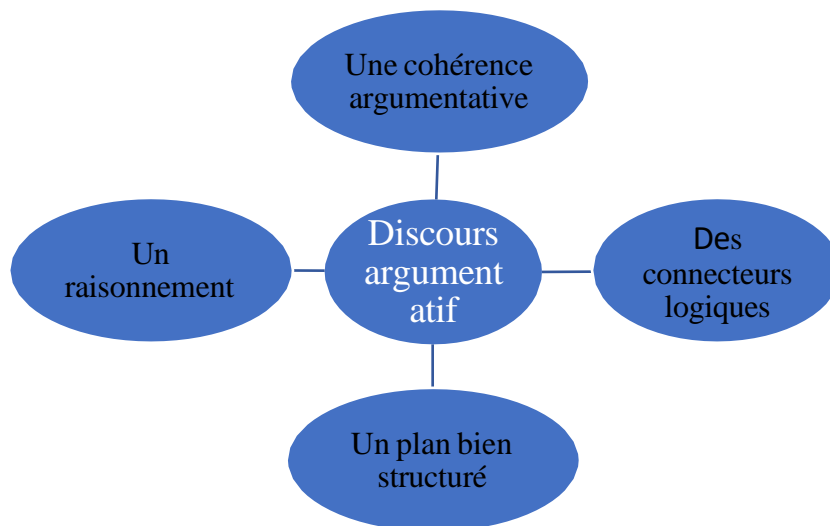 Une cohérence
argumentative
Un
raisonnement
Discours
argument
atif
Des
connecteurs
logiques
Un plan bien
structuré